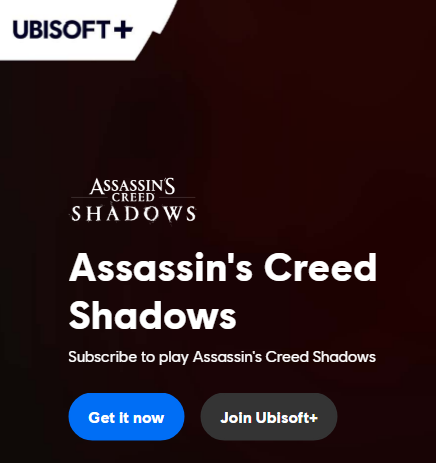 UBISOFT+
ASSASSIN'S
CREED
SHADOWS
Assassin's Creed
Shadows
Subscribe to play Assassin's Creed Shadows
Get it now
Join Ubisoft+